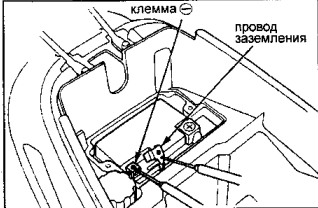 клемма ⊖
провод
заземления